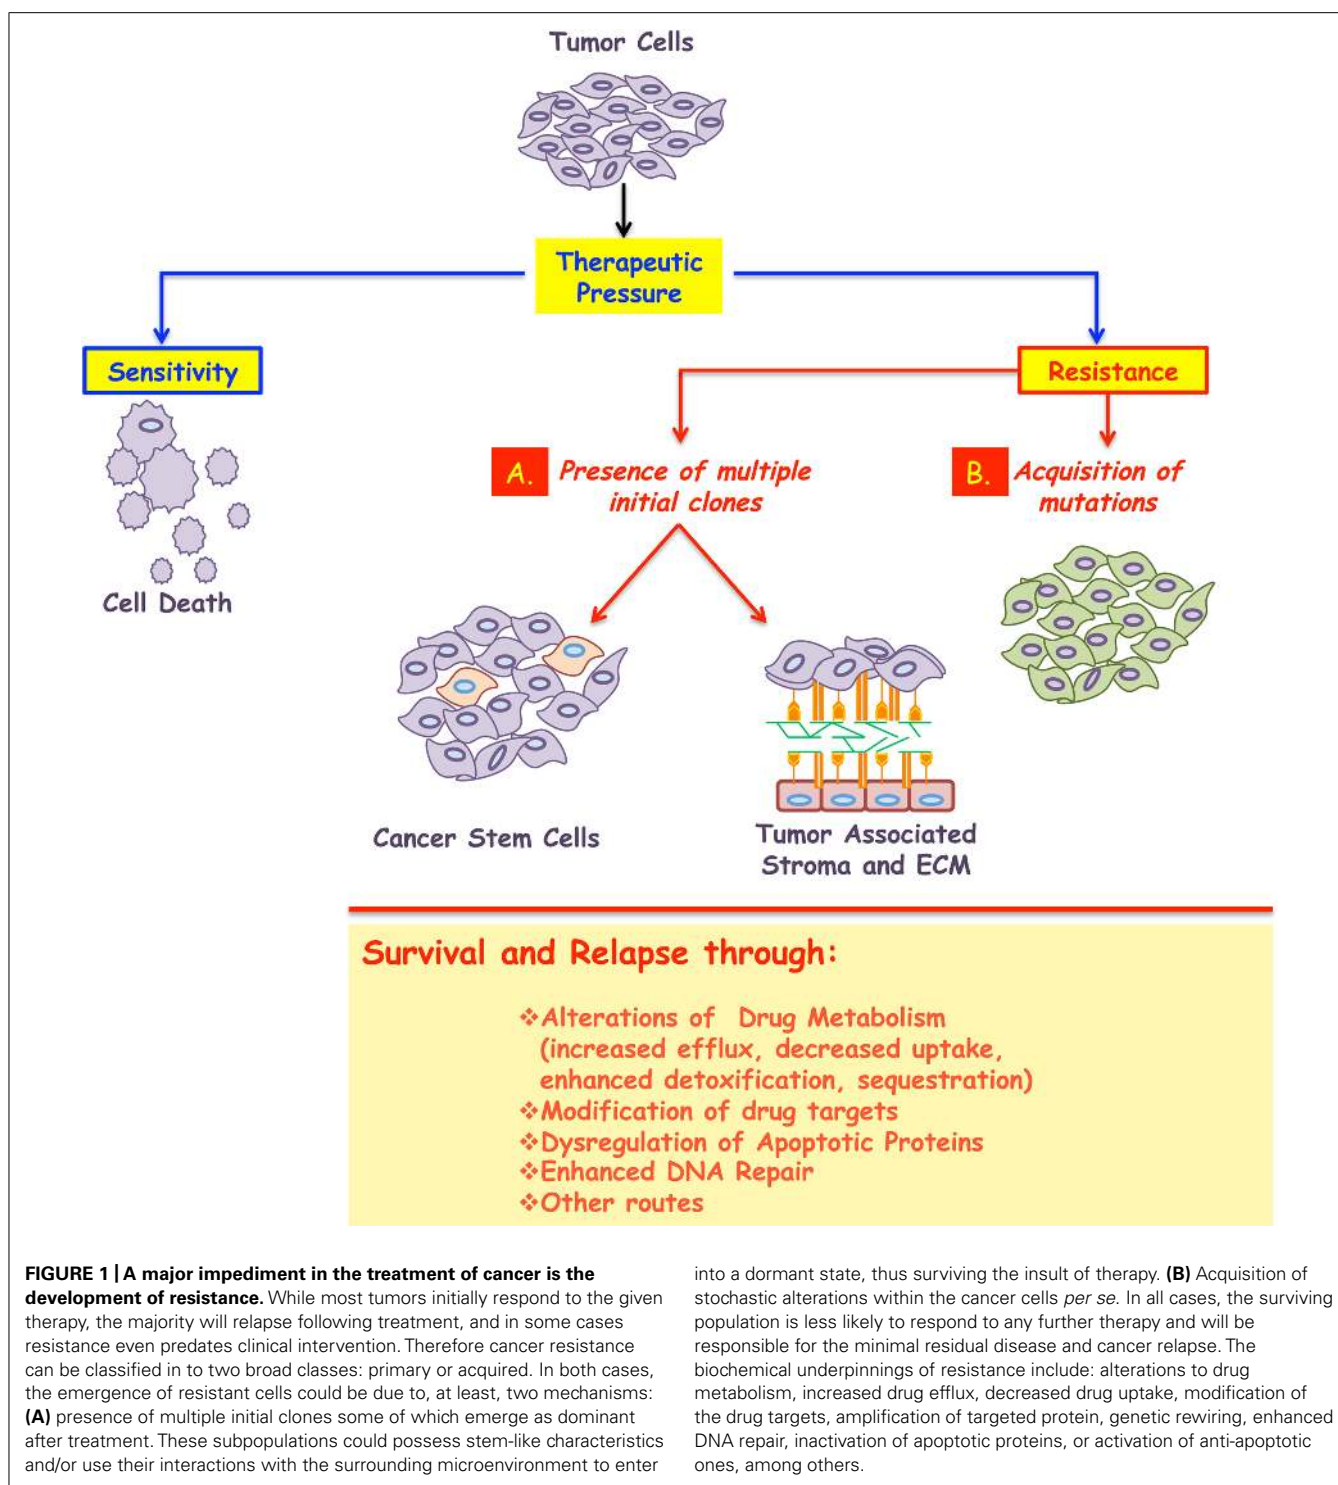 Tumor Cells
Therapeutic
Pressure
Sensitivity
Resistance
A.
Presence of multiple
initial clones
B.
Acquisition of
mutations
Cell Death
Cancer Stem Cells
Tumor Associated
Stroma and ECM
Survival and Relapse through:
❖Alterations of Drug Metabolism
(increased efflux, decreased uptake,
enhanced detoxification, sequestration)
❖Modification of drug targets
❖Dysregulation of Apoptotic Proteins
❖Enhanced DNA Repair
❖Other routes
FIGURE 1 | A major impediment in the treatment of cancer is the
development of resistance. While most tumors initially respond to the given
therapy, the majority will relapse following treatment, and in some cases
resistance even predates clinical intervention. Therefore cancer resistance
can be classified in to two broad classes: primary or acquired. In both cases,
the emergence of resistant cells could be due to, at least, two mechanisms:
(A) presence of multiple initial clones some of which emerge as dominant
after treatment. These subpopulations could possess stem-like characteristics
and/or use their interactions with the surrounding microenvironment to enter
into a dormant state, thus surviving the insult of therapy. (B) Acquisition of
stochastic alterations within the cancer cells per se. In all cases, the surviving
population is less likely to respond to any further therapy and will be
responsible for the minimal residual disease and cancer relapse. The
biochemical underpinnings of resistance include: alterations to drug
metabolism, increased drug efflux, decreased drug uptake, modification of
the drug targets, amplification of targeted protein, genetic rewiring, enhanced
DNA repair, inactivation of apoptotic proteins, or activation of anti-apoptotic
ones, among others.